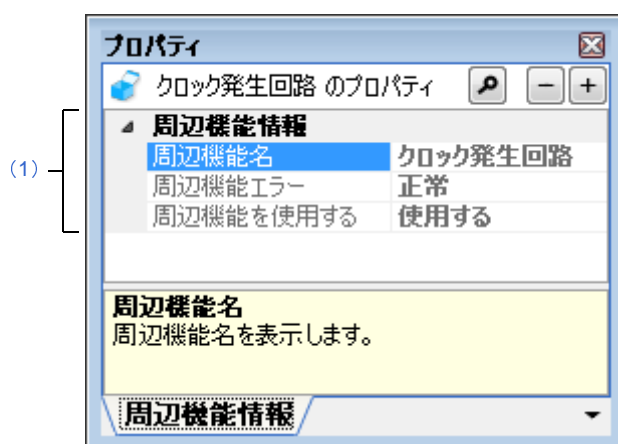 プロパティ
クロック発生回路 のプロパティ
(1)
周辺機能情報
周辺機能名 クロック発生回路
周辺機能エラー 正常
周辺機能を使用する 使用する
周辺機能名
周辺機能名を表示します。
周辺機能情報